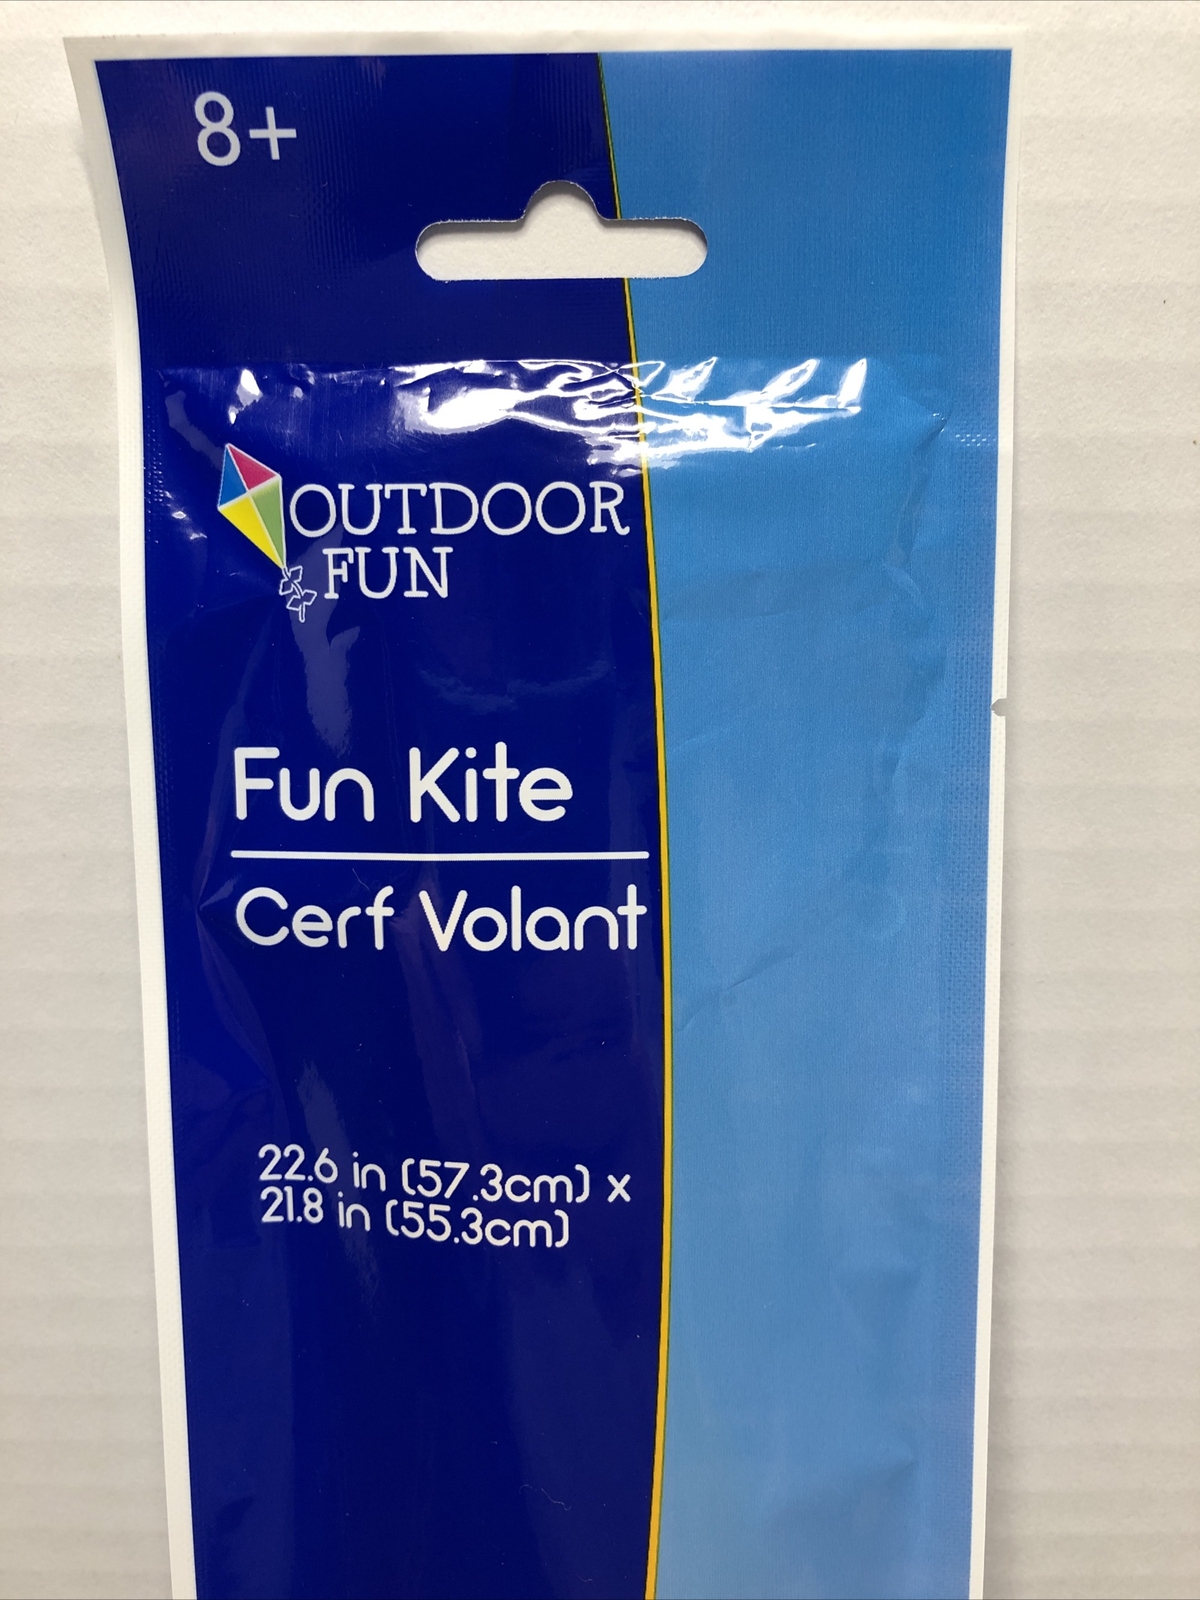 8+
OUTDOOR
FUN
Fun Kite
Cerf Volant
22.6 in (57.3cm) x
21.8 in (55.3cm)